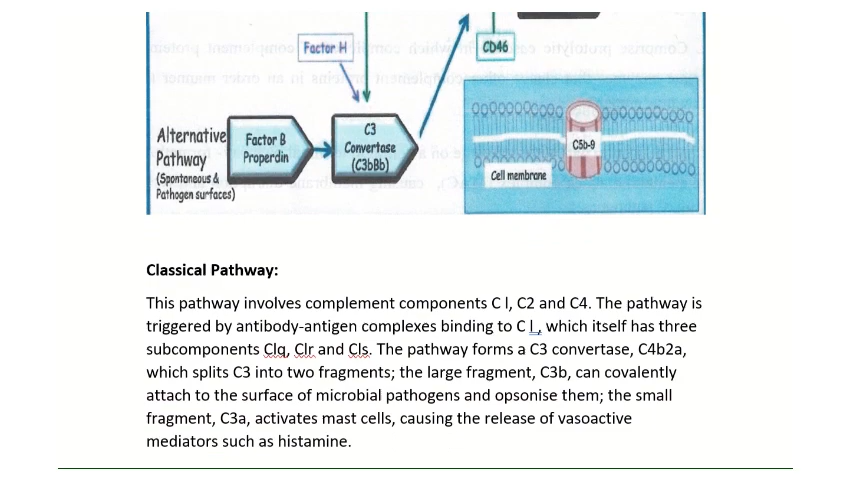 Factor H
CD46
C3
Convertase
(C3bBb)
Factor B
Properdin
Alternative
Pathway
(Spontaneous &
Pathogen surfaces)
C5b-9
Cell membrane
Classical Pathway:
This pathway involves complement components C l, C2 and C4. The pathway is
triggered by antibody-antigen complexes binding to C l , which itself has three
subcomponents Clq, Clr and Cls. The pathway forms a C3 convertase, C4b2a,
which splits C3 into two fragments; the large fragment, C3b, can covalently
attach to the surface of microbial pathogens and opsonise them; the small
fragment, C3a, activates mast cells, causing the release of vasoactive
mediators such as histamine.